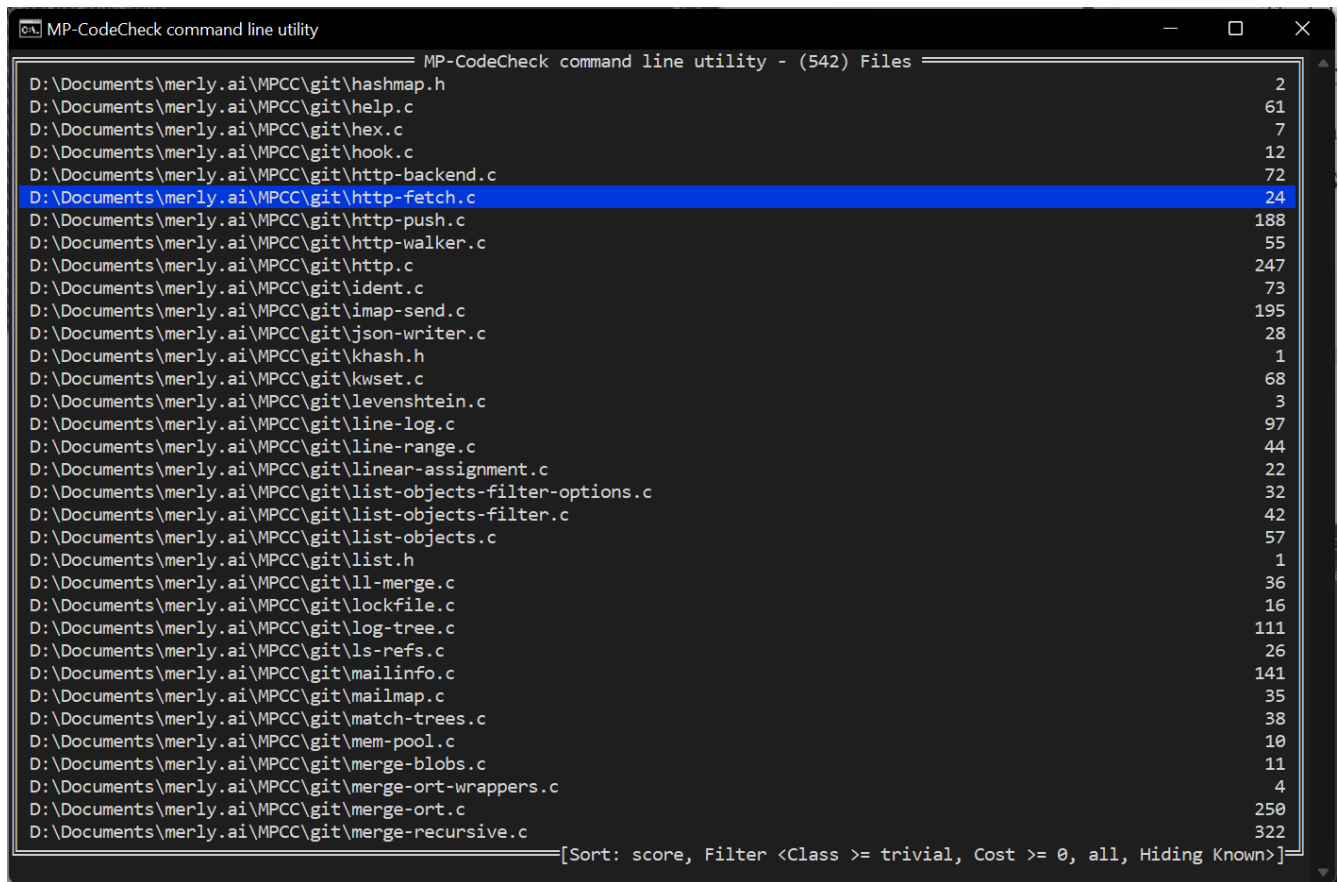 MP-CodeCheck command line utility
MP-CodeCheck command line utility - (542) Files
D:\Documents\merly.ai\MPCC\git\hashmap.h 2
D:\Documents\merly.ai\MPCC\git\help.c 61
D:\Documents\merly.ai\MPCC\git\hex.c 7
D:\Documents\merly.ai\MPCC\git\hook.c 12
D:\Documents\merly.ai\MPCC\git\http-backend.c 72
D:\Documents\merly.ai\MPCC\git\http-fetch.c 24
D:\Documents\merly.ai\MPCC\git\http-push.c 188
D:\Documents\merly.ai\MPCC\git\http-walker.c 55
D:\Documents\merly.ai\MPCC\git\http.c 247
D:\Documents\merly.ai\MPCC\git\ident.c 73
D:\Documents\merly.ai\MPCC\git\imap-send.c 195
D:\Documents\merly.ai\MPCC\git\json-writer.c 28
D:\Documents\merly.ai\MPCC\git\khash.h 1
D:\Documents\merly.ai\MPCC\git\kwset.c 68
D:\Documents\merly.ai\MPCC\git\levenshtein.c 3
D:\Documents\merly.ai\MPCC\git\line-log.c 97
D:\Documents\merly.ai\MPCC\git\line-range.c 44
D:\Documents\merly.ai\MPCC\git\linear-assignment.c 22
D:\Documents\merly.ai\MPCC\git\list-objects-filter-options.c 32
D:\Documents\merly.ai\MPCC\git\list-objects-filter.c 42
D:\Documents\merly.ai\MPCC\git\list-objects.c 57
D:\Documents\merly.ai\MPCC\git\list.h 1
D:\Documents\merly.ai\MPCC\git\ll-merge.c 36
D:\Documents\merly.ai\MPCC\git\lockfile.c 16
D:\Documents\merly.ai\MPCC\git\log-tree.c 111
D:\Documents\merly.ai\MPCC\git\ls-refs.c 26
D:\Documents\merly.ai\MPCC\git\mailinfo.c 141
D:\Documents\merly.ai\MPCC\git\mailmap.c 35
D:\Documents\merly.ai\MPCC\git\match-trees.c 38
D:\Documents\merly.ai\MPCC\git\mem-pool.c 10
D:\Documents\merly.ai\MPCC\git\merge-blobs.c 11
D:\Documents\merly.ai\MPCC\git\merge-ort-wrappers.c 4
D:\Documents\merly.ai\MPCC\git\merge-ort.c 250
D:\Documents\merly.ai\MPCC\git\merge-recursive.c 322
[Sort: score, Filter <Class >= trivial, Cost >= 0, all, Hiding Known>]